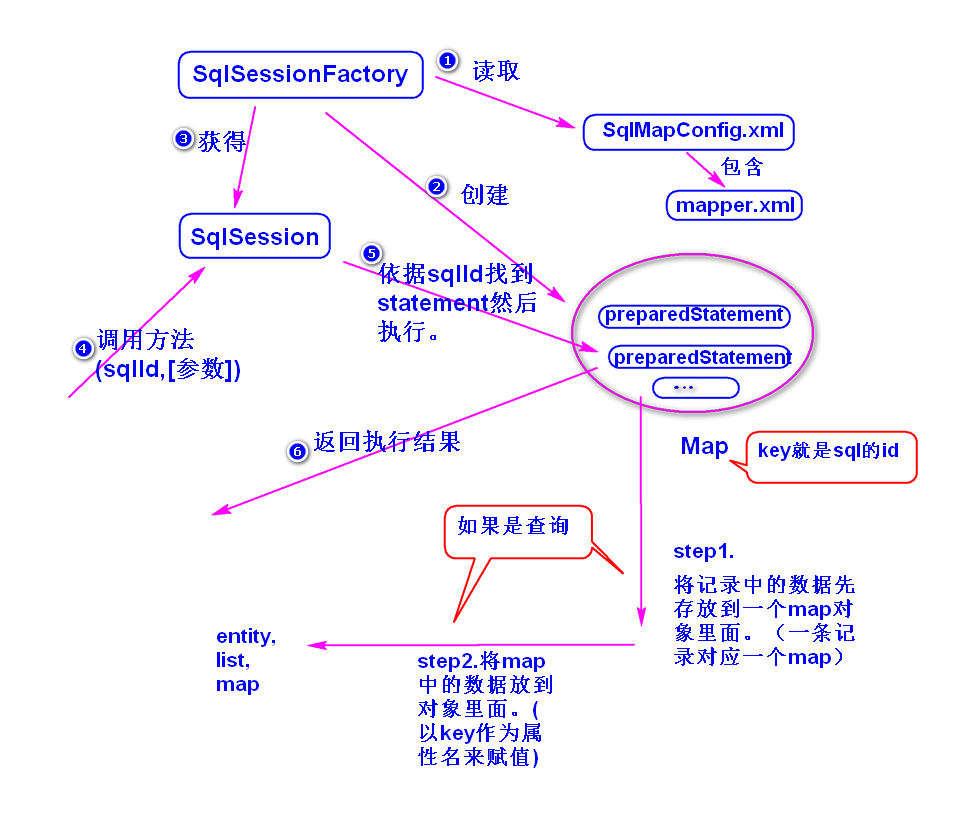 SqlSessionFactory
1
读取
SqlMapConfig.xml
包含
mapper.xml
3
获得
2
创建
SqlSession
5
依据sqlId找到
statement然后
执行。
4
调用方法
(sqlId,[参数])
preparedStatement
preparedStatement
...
Map
key就是sql的id
6
返回执行结果
如果是查询
step1.
将记录中的数据先
存放到一个map对
象里面。（一条记
录对应一个map）
entity,
list,
map
step2.将map
中的数据放到
对象里面。(
以key作为属
性名来赋值)